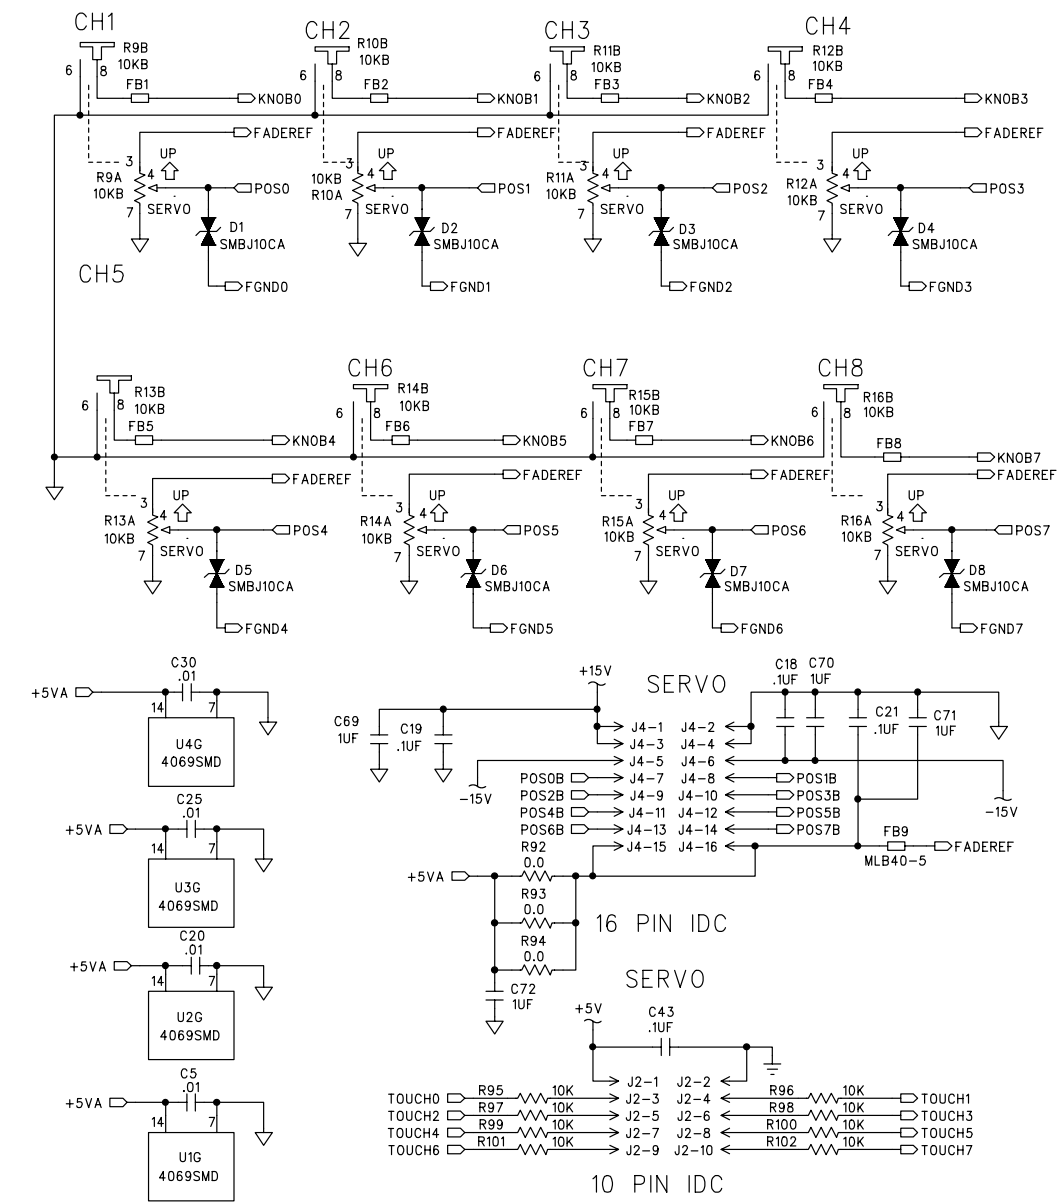 CH1
CH2
CH3
CH4
R9B
10KB
R10B
10KB
R11B
10KB
R12B
10KB
6
8
6
8
6
8
6
8
FB1
KNOB0
FB2
KNOB1
FB3
KNOB2
FB4
KNOB3
FADEREF
FADEREF
FADEREF
FADEREF
3
4
UP
3
4
UP
3
4
UP
3
4
UP
R9A
10KB
10KB
R10A
R11A
10KB
R12A
10KB
POS0
POS1
POS2
POS3
7
SERVO
7
SERVO
7
SERVO
7
SERVO
D1
SMBJ10CA
D2
SMBJ10CA
D3
SMBJ10CA
D4
SMBJ10CA
CH5
FGND0
FGND1
FGND2
FGND3
CH6
CH7
CH8
R13B
10KB
R14B
10KB
R15B
10KB
R16B
10KB
6
8
6
8
6
8
6
8
FB5
KNOB4
FB6
KNOB5
FB7
KNOB6
FB8
KNOB7
FADEREF
FADEREF
FADEREF
FADEREF
3
4
UP
3
4
UP
3
4
UP
3
4
UP
R13A
10KB
R14A
10KB
R15A
10KB
R16A
10KB
POS4
POS5
POS6
POS7
7
SERVO
7
SERVO
7
SERVO
7
SERVO
D5
SMBJ10CA
D6
SMBJ10CA
D7
SMBJ10CA
D8
SMBJ10CA
FGND4
FGND5
FGND6
FGND7
C30
.01
+5VA
14
7
U4G
4069SMD
C25
.01
+5VA
14
7
U3G
4069SMD
C20
.01
+5VA
14
7
U2G
4069SMD
C5
.01
+5VA
14
7
U1G
4069SMD
+15V
SERVO
C18
.1UF
C70
1UF
C69
1UF
C19
.1UF
C21
.1UF
C71
1UF
J4-1 J4-2
J4-3 J4-4
J4-5 J4-6
-15V
-15V
POS0B J4-7 J4-8 POS1B
POS2B J4-9 J4-10 POS3B
POS4B J4-11 J4-12 POS5B
POS6B J4-13 J4-14 POS7B
J4-15 J4-16
FB9
MLB40-5
FADEREF
R92
0.0
+5VA
R93
0.0
R94
0.0
C72
1UF
16 PIN IDC
SERVO
+5V
C43
.1UF
J2-1 J2-2
TOUCH0 R95 10K J2-3 J2-4 R96 10K TOUCH1
TOUCH2 R97 10K J2-5 J2-6 R98 10K TOUCH3
TOUCH4 R99 10K J2-7 J2-8 R100 10K TOUCH5
TOUCH6 R101 10K J2-9 J2-10 R102 10K TOUCH7
10 PIN IDC